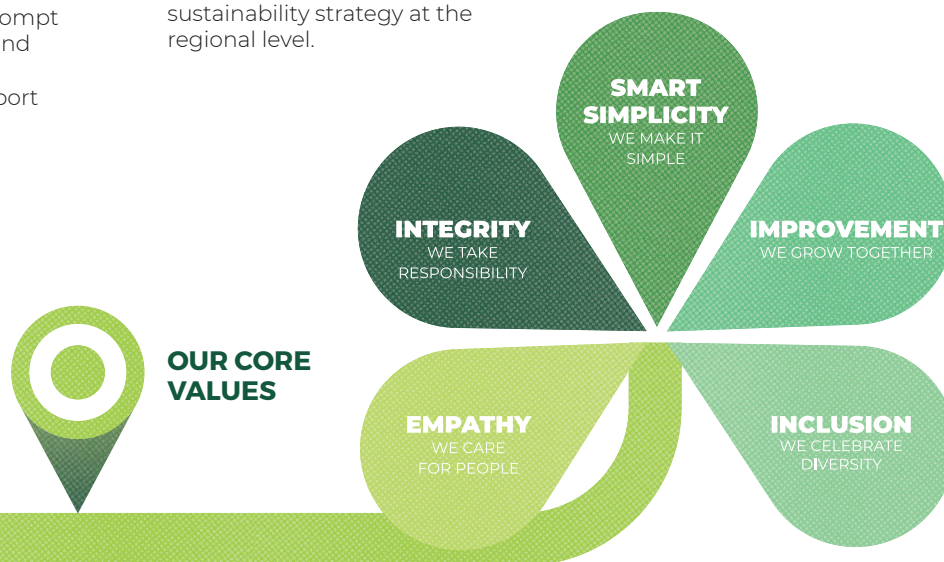 sustainability strategy at the
regional level.
SMART
SIMPLICITY
WE MAKE IT
SIMPLE
INTEGRITY
WE TAKE
RESPONSIBILITY
IMPROVEMENT
WE GROW TOGETHER
OUR CORE
VALUES
EMPATHY
WE CARE
FOR PEOPLE
INCLUSION
WE CELEBRATE
DIVERSITY